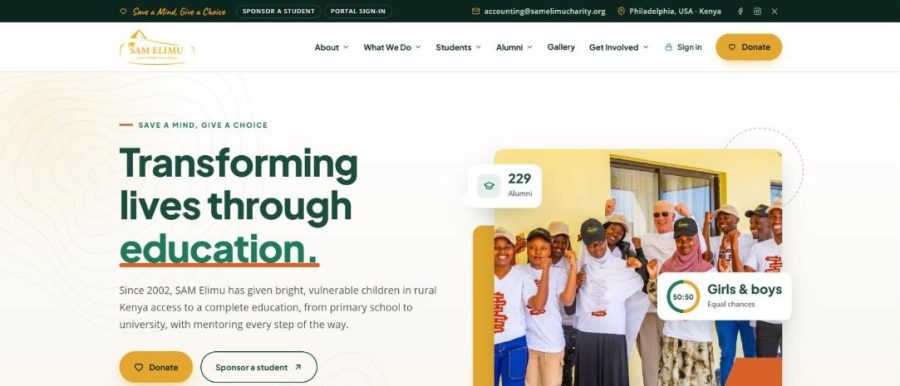 Save a Mind, Give a Choice
SPONSOR A STUDENT
PORTAL SIGN-IN
accounting@samelimucharity.org
Philadelphia, USA · Kenya
SAM ELIMU
About
What We Do
Students
Alumni
Gallery
Get Involved
Sign in
Donate
SAVE A MIND, GIVE A CHOICE
Transforming
lives through
education.
Since 2002, SAM Elimu has given bright, vulnerable children in rural
Kenya access to a complete education, from primary school to
university, with mentoring every step of the way.
Donate
Sponsor a student
229
Alumni
50:50
Girls & boys
Equal chances